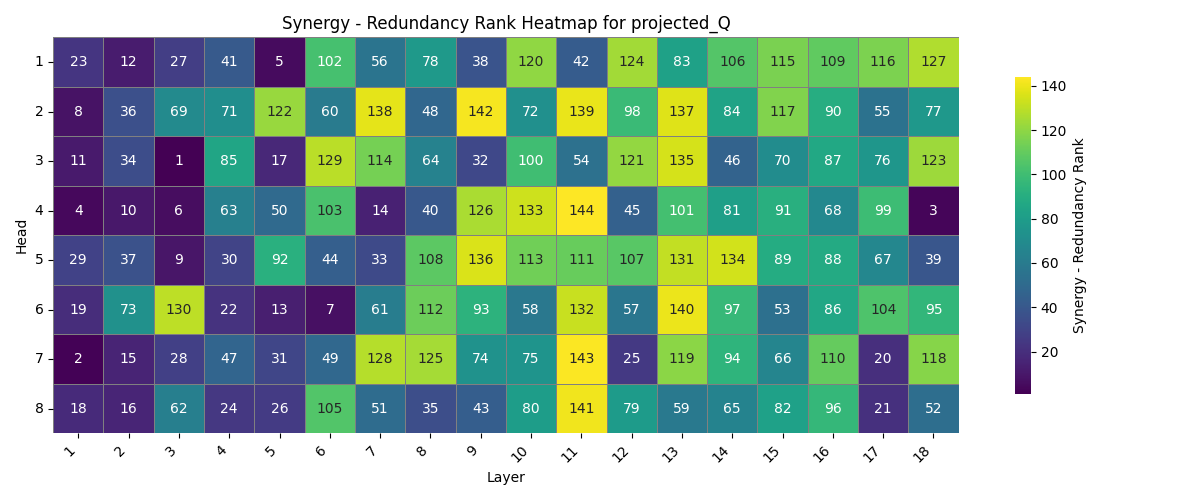 Synergy - Redundancy Rank Heatmap for projected_Q
1 23 12 27 41 5 102 56 78 38 120 42 124 83 106 115 109 116 127
2 8 36 69 71 122 60 138 48 142 72 139 98 137 84 117 90 55 77
3 11 34 1 85 17 129 114 64 32 100 54 121 135 46 70 87 76 123
4 4 10 6 63 50 103 14 40 126 133 144 45 101 81 91 68 99 3
5 29 37 9 30 92 44 33 108 136 113 111 107 131 134 89 88 67 39
6 19 73 130 22 13 7 61 112 93 58 132 57 140 97 53 86 104 95
7 2 15 28 47 31 49 128 125 74 75 143 25 119 94 66 110 20 118
8 18 16 62 24 26 105 51 35 43 80 141 79 59 65 82 96 21 52
1 2 3 4 5 6 7 8 9 10 11 12 13 14 15 16 17 18
Layer
Head
140
120
100
80
60
40
20
Synergy - Redundancy Rank